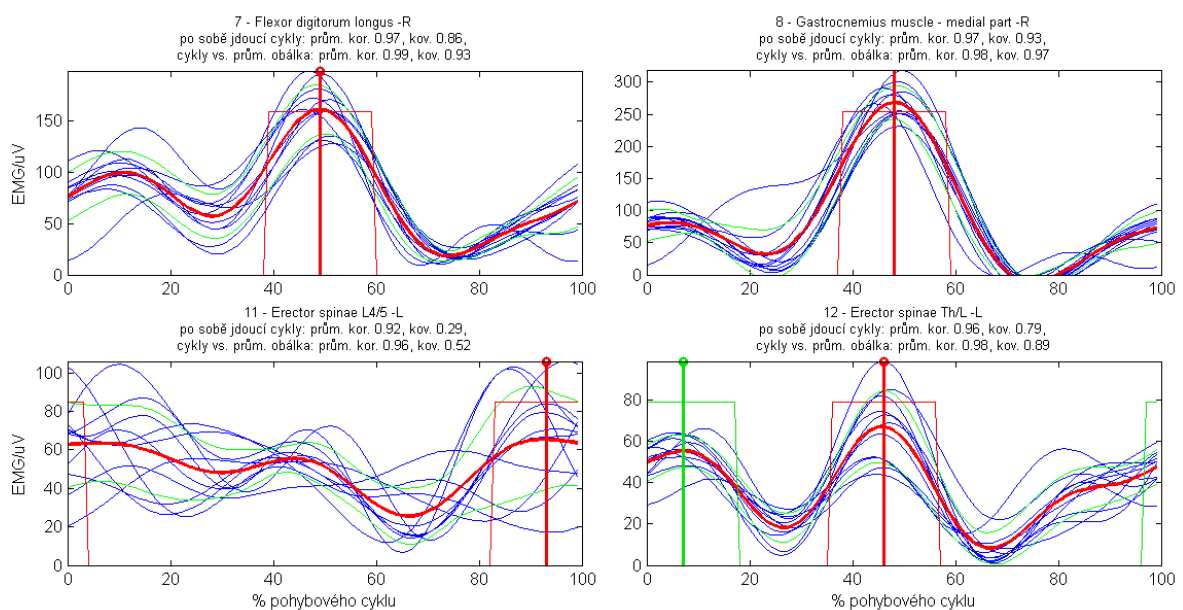 7 - Flexor digitorum longus -R
po sobě jdoucí cykly: prům. kor. 0.97, kov. 0.86,
cykly vs. prům. obálka: prům. kor. 0.99, kov. 0.93
EMG/uV
150
100
50
0
0 20 40 60 80 100
8 - Gastrocnemius muscle - medial part -R
po sobě jdoucí cykly: prům. kor. 0.97, kov. 0.93,
cykly vs. prům. obálka: prům. kor. 0.98, kov. 0.97
300
250
200
150
100
50
0
0 20 40 60 80 100
11 - Erector spinae L4/5 -L
po sobě jdoucí cykly: prům. kor. 0.92, kov. 0.29,
cykly vs. prům. obálka: prům. kor. 0.96, kov. 0.52
EMG/uV
100
80
60
40
20
0
0 20 40 60 80 100
% pohybového cyklu
12 - Erector spinae Th/L -L
po sobě jdoucí cykly: prům. kor. 0.96, kov. 0.79,
cykly vs. prům. obálka: prům. kor. 0.98, kov. 0.89
80
60
40
20
0
0 20 40 60 80 100
% pohybového cyklu